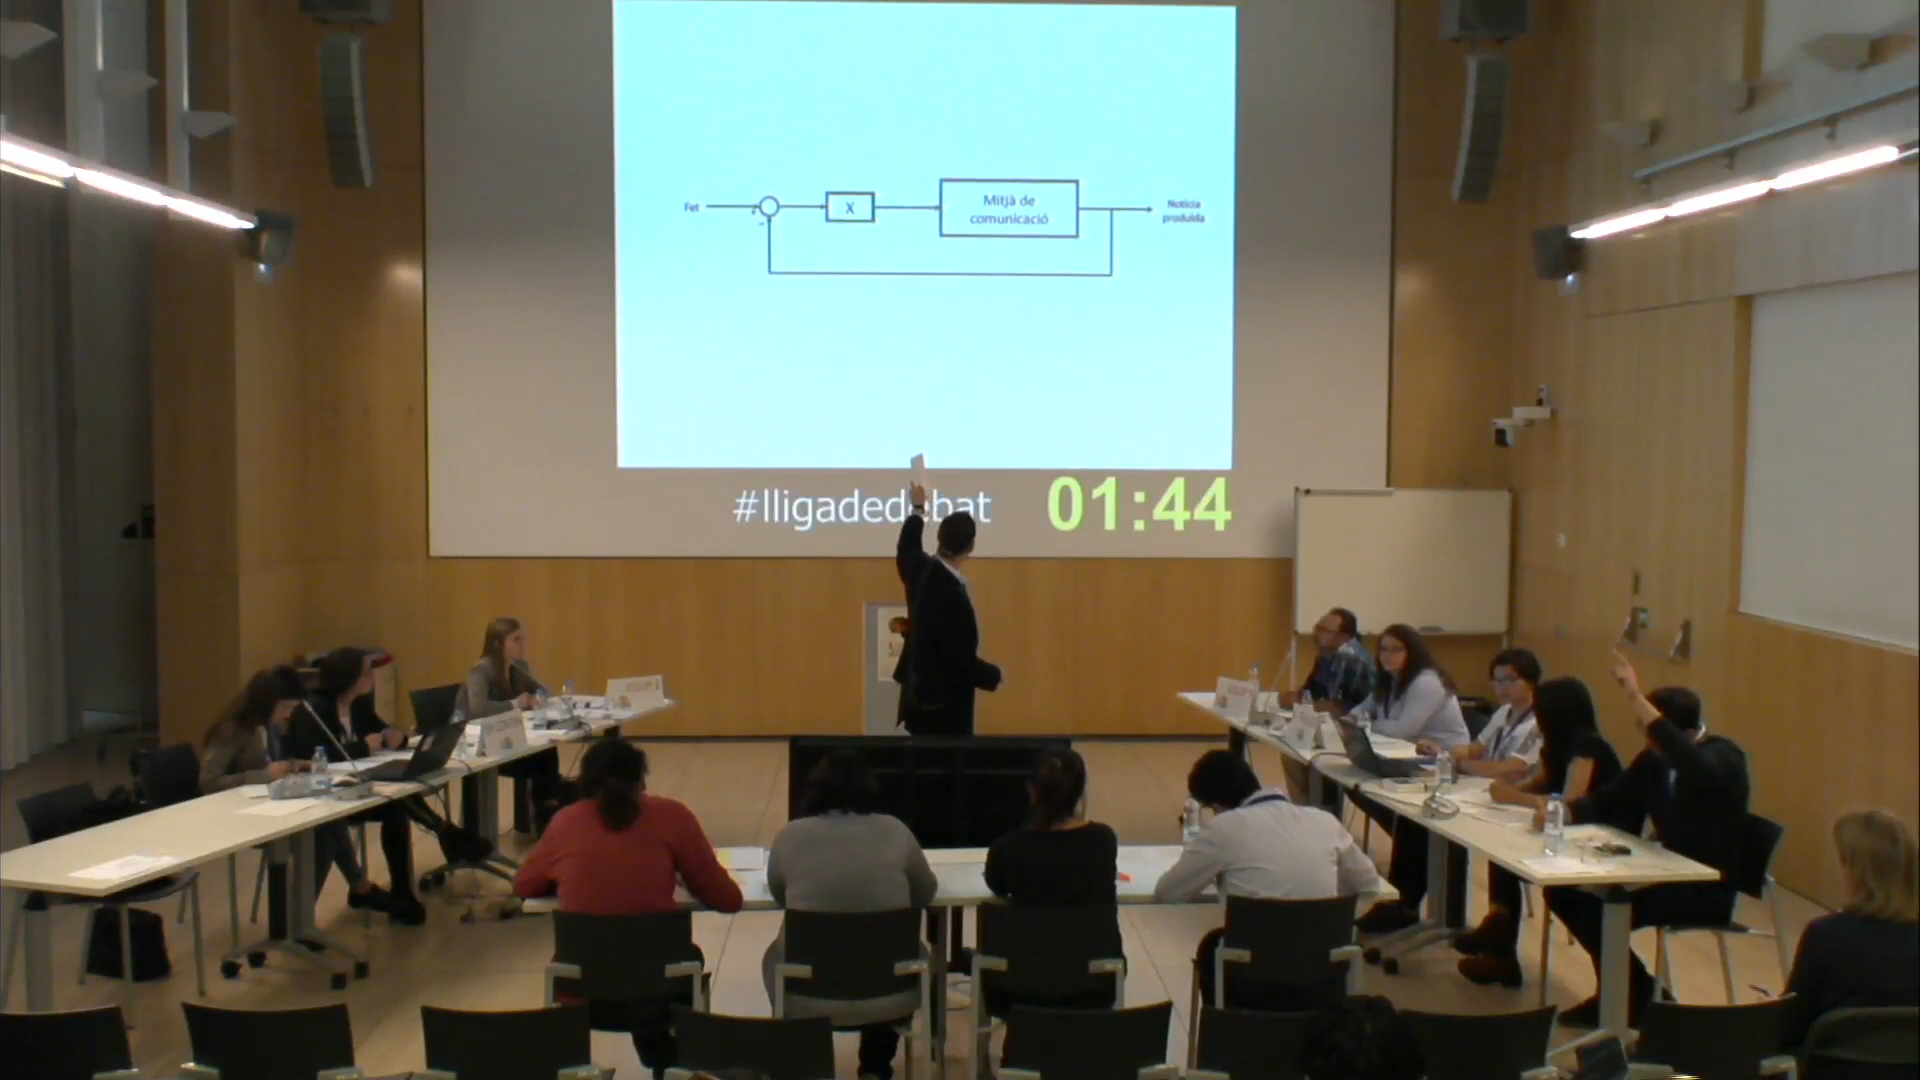 Fet
X
Mitjà de
comunicació
Notícia
produïda
-
#lligadedebat
01:44